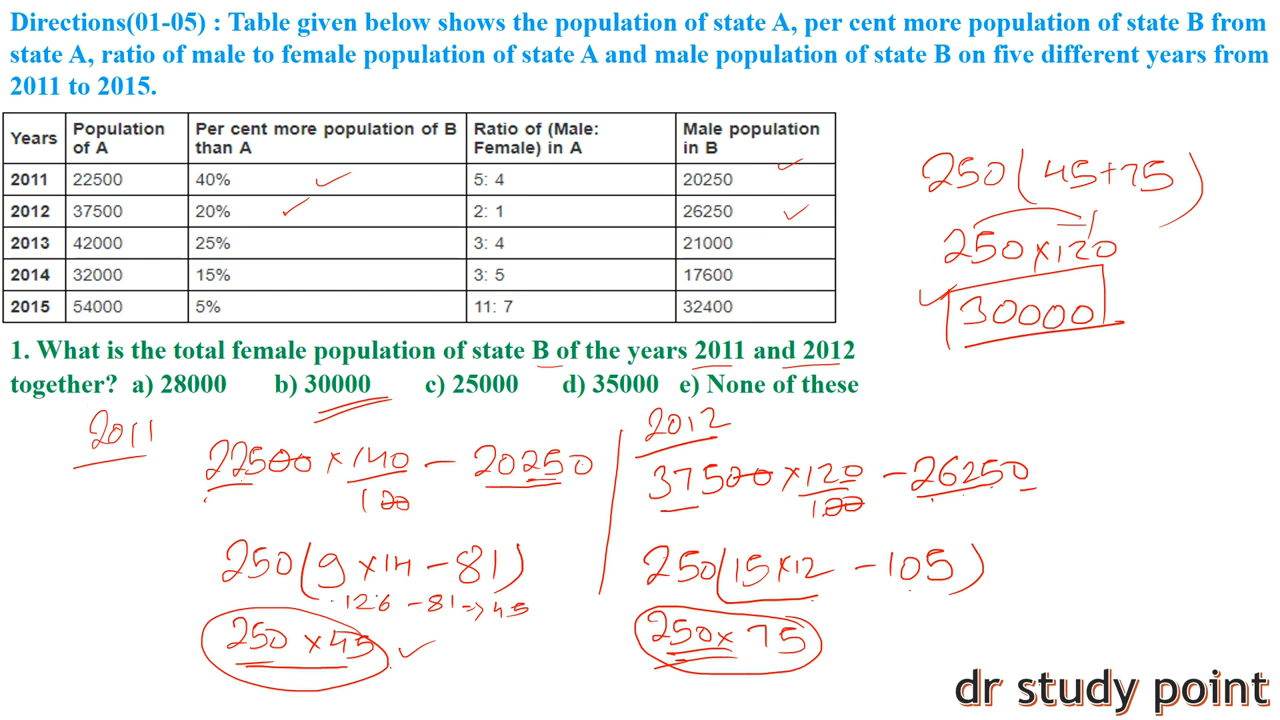 Directions(01-05) : Table given below shows the population of state A, per cent more population of state B from
state A, ratio of male to female population of state A and male population of state B on five different years from
2011 to 2015.
Years Population of A Per cent more population of B than A Ratio of (Male: Female) in A Male population in B
2011 22500 40% 5: 4 20250
2012 37500 20% 2: 1 26250
2013 42000 25% 3: 4 21000
2014 32000 15% 3: 5 17600
2015 54000 5% 11: 7 32400
250(45+75)
250×120
30000
1. What is the total female population of state B of the years 2011 and 2012
together? a) 28000 b) 30000 c) 25000 d) 35000 e) None of these
2011
22500 × 140/100 - 20250
250(9×14-81)
126 -81=>45
250 ×45
2012
37500 × 120/100 - 26250
250(15×12 -105)
250× 75
dr study point